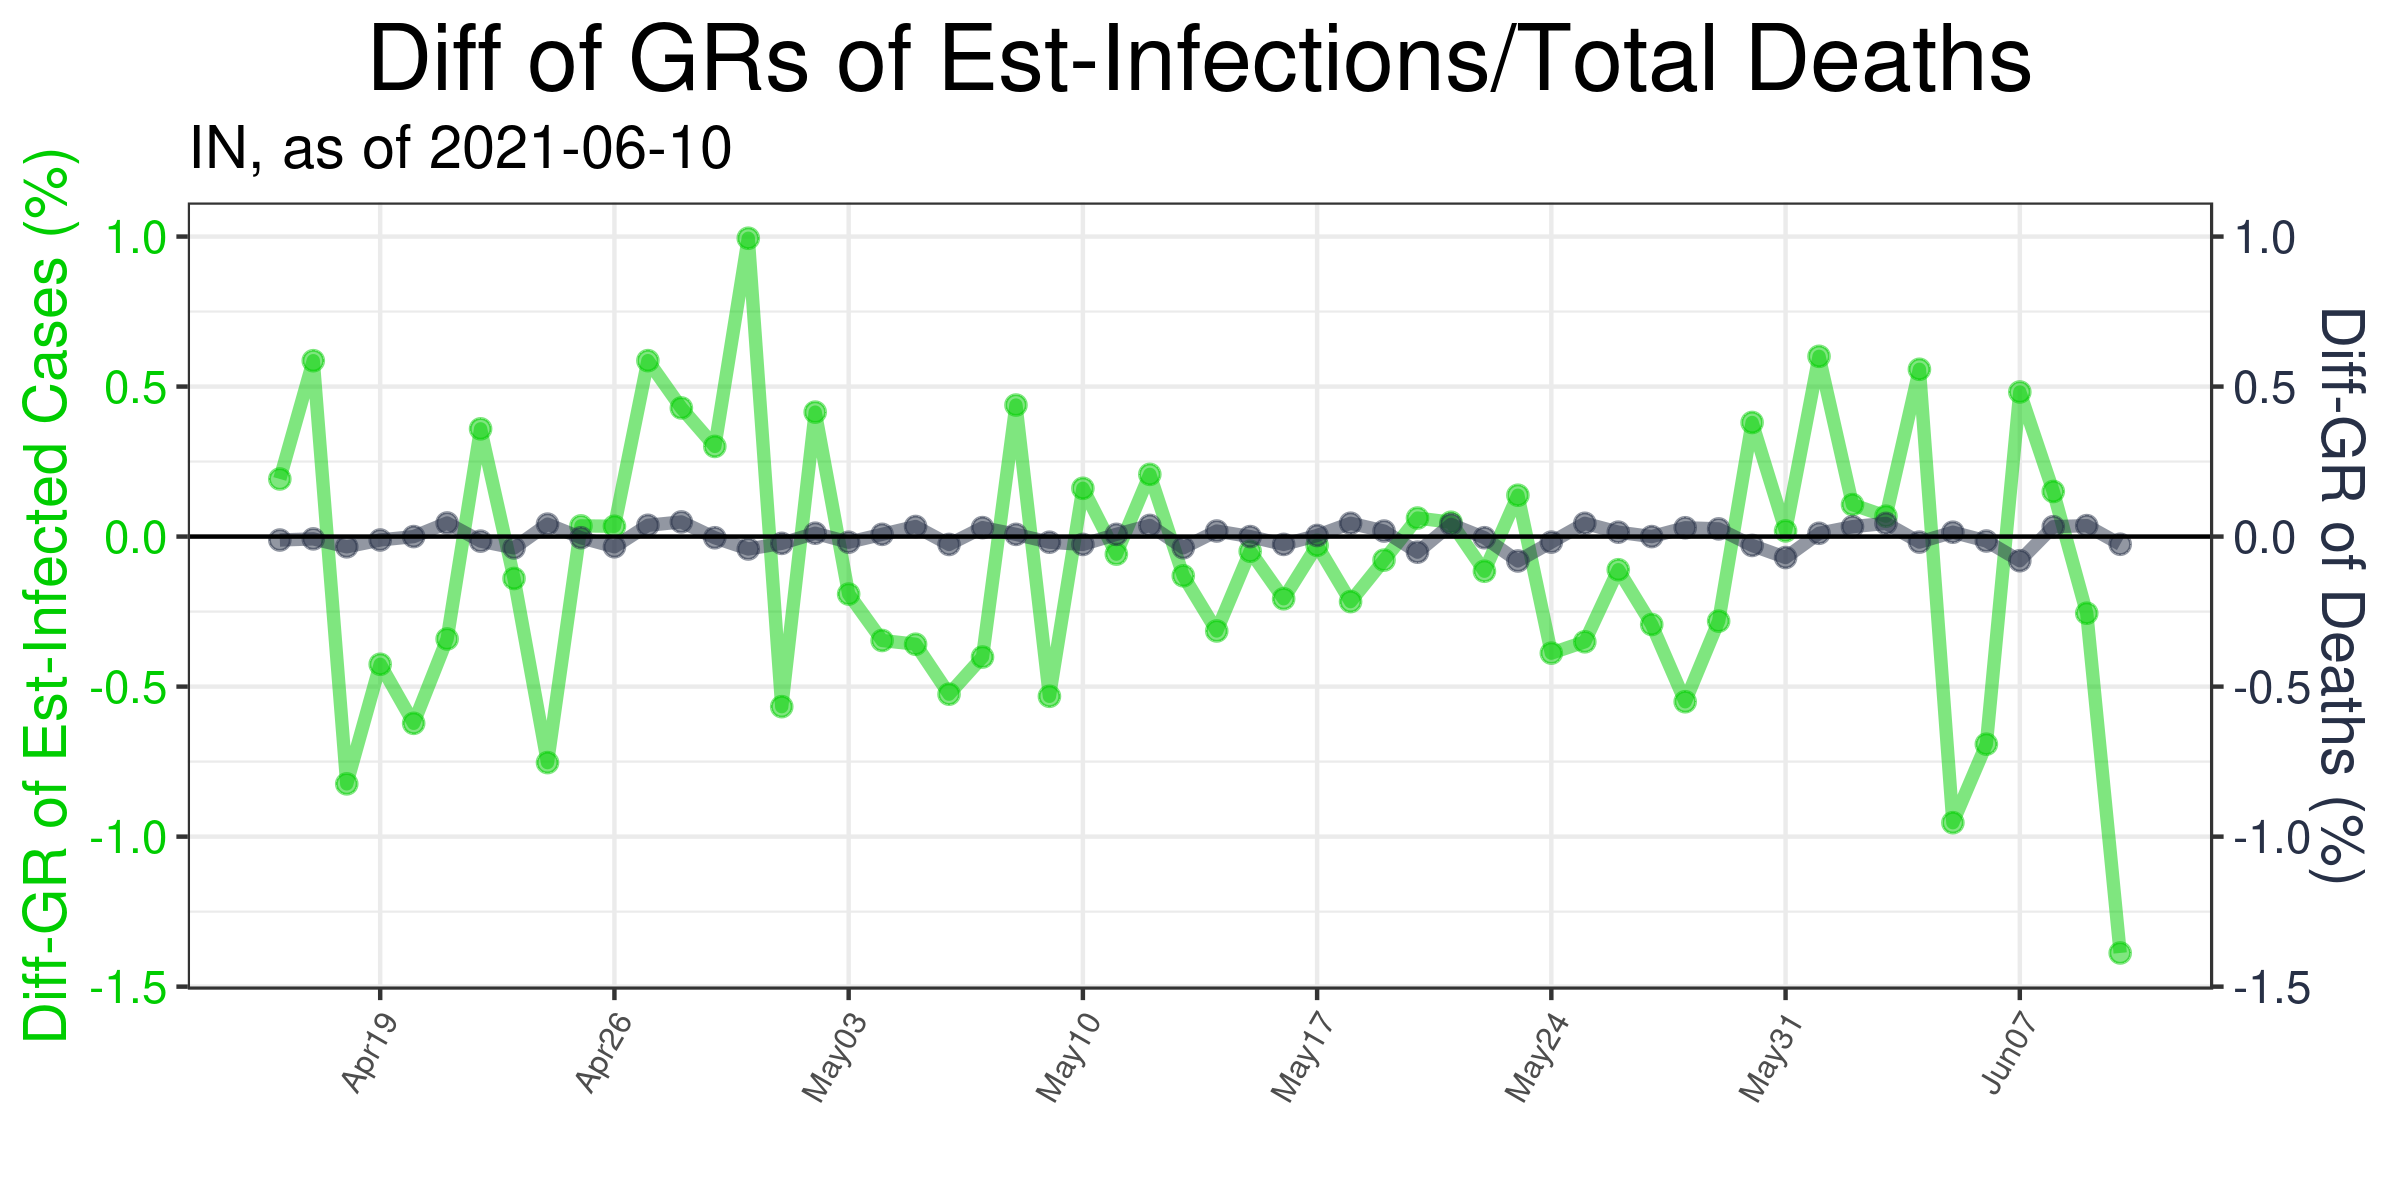 Diff of GRs of Est-Infections/Total Deaths
IN, as of 2021-06-10
Diff-GR of Est-Infected Cases (%)
1.0
0.5
0.0
-0.5
-1.0
-1.5
1.0
0.5
0.0
-0.5
-1.0
-1.5
Diff-GR of Deaths (%)
Apr19
Apr26
May03
May10
May17
May24
May31
Jun07